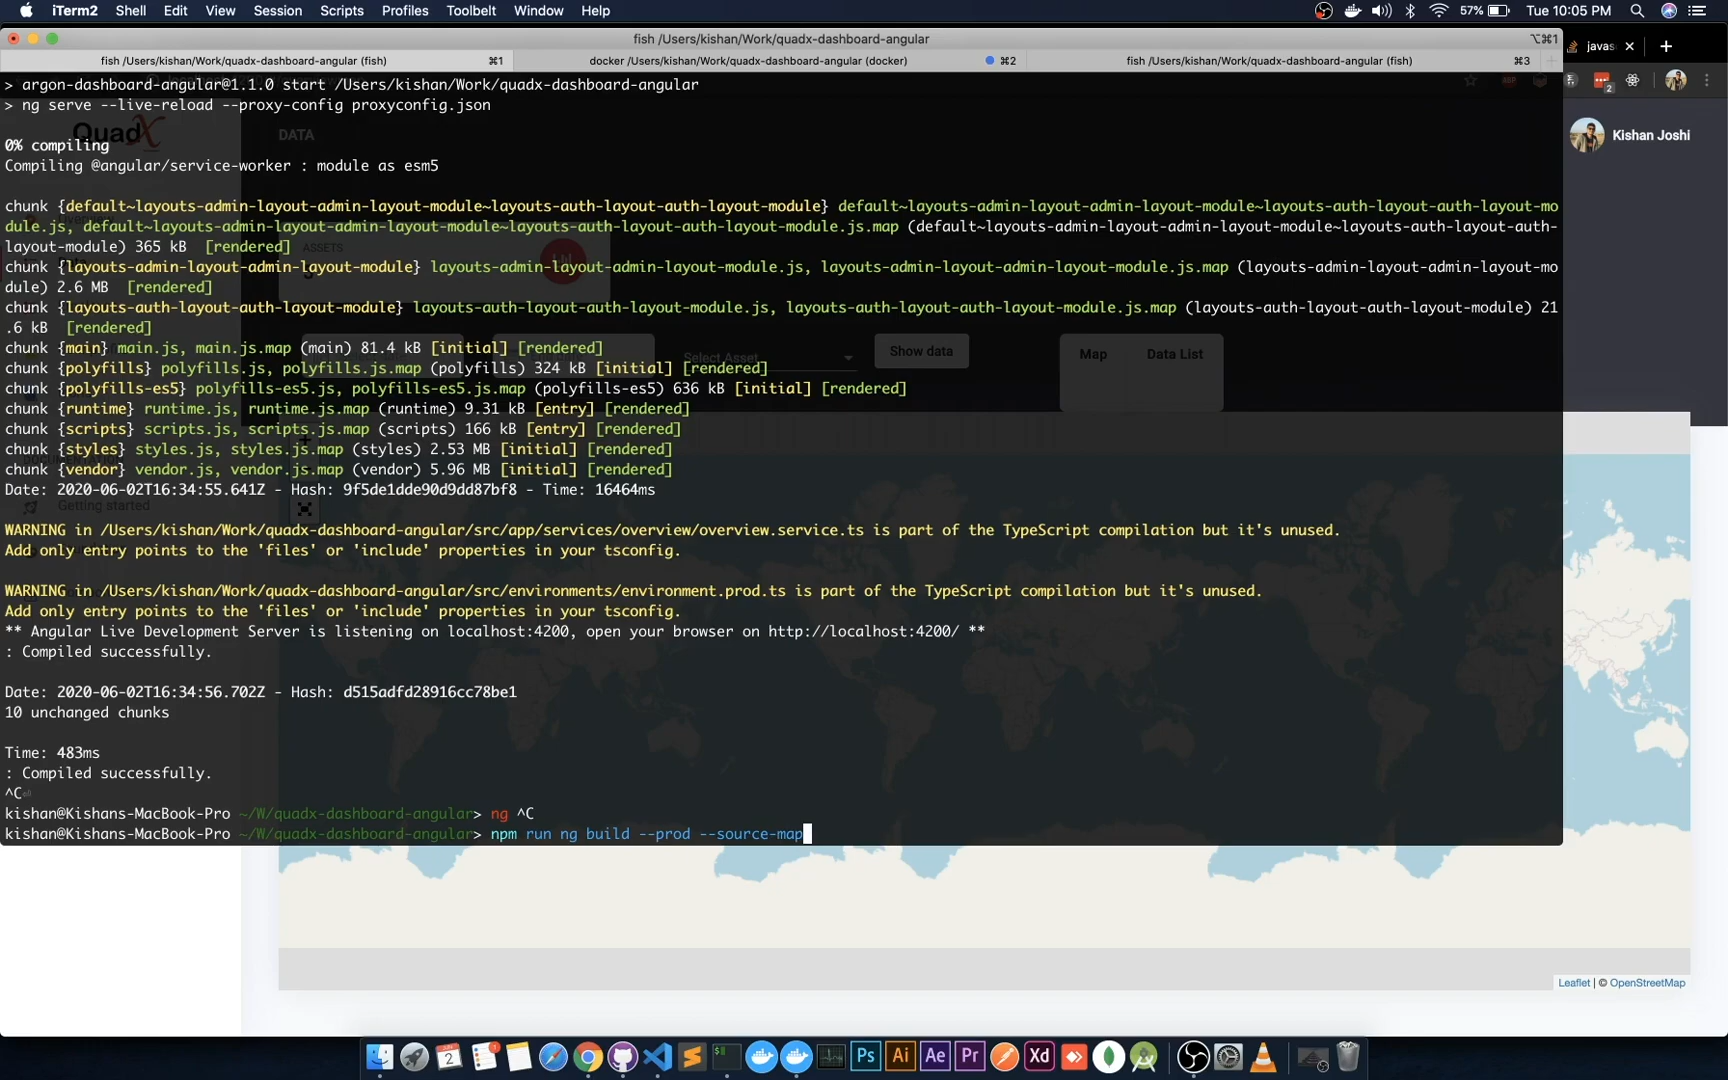 iTerm2 Shell Edit View Session Scripts Profiles Toolbelt Window Help 57% Tue 10:05 PM
fish /Users/kishan/Work/quadx-dashboard-angular ⌥⌘1
fish /Users/kishan/Work/quadx-dashboard-angular (fish) ⌘1 docker /Users/kishan/Work/quadx-dashboard-angular (docker) ⌘2 fish /Users/kishan/Work/quadx-dashboard-angular (fish) ⌘3
javas
> argon-dashboard-angular@1.1.0 start /Users/kishan/Work/quadx-dashboard-angular
> ng serve --live-reload --proxy-config proxyconfig.json
QuadX
DATA
Kishan Joshi
0% compiling
Compiling @angular/service-worker : module as esm5
chunk {default~layouts-admin-layout-admin-layout-module~layouts-auth-layout-auth-layout-module} default~layouts-admin-layout-admin-layout-module~layouts-auth-layout-auth-layout-mo
dule.js, default~layouts-admin-layout-admin-layout-module~layouts-auth-layout-auth-layout-module.js.map (default~layouts-admin-layout-admin-layout-module~layouts-auth-layout-auth-
layout-module) 365 kB [rendered]
ASSETS
chunk {layouts-admin-layout-admin-layout-module} layouts-admin-layout-admin-layout-module.js, layouts-admin-layout-admin-layout-module.js.map (layouts-admin-layout-admin-layout-mo
dule) 2.6 MB [rendered]
chunk {layouts-auth-layout-auth-layout-module} layouts-auth-layout-auth-layout-module.js, layouts-auth-layout-auth-layout-module.js.map (layouts-auth-layout-auth-layout-module) 21
.6 kB [rendered]
chunk {main} main.js, main.js.map (main) 81.4 kB [initial] [rendered]
Select Asset
Show data
Map
Data List
chunk {polyfills} polyfills.js, polyfills.js.map (polyfills) 324 kB [initial] [rendered]
chunk {polyfills-es5} polyfills-es5.js, polyfills-es5.js.map (polyfills-es5) 636 kB [initial] [rendered]
chunk {runtime} runtime.js, runtime.js.map (runtime) 9.31 kB [entry] [rendered]
chunk {scripts} scripts.js, scripts.js.map (scripts) 166 kB [entry] [rendered]
chunk {styles} styles.js, styles.js.map (styles) 2.53 MB [initial] [rendered]
chunk {vendor} vendor.js, vendor.js.map (vendor) 5.96 MB [initial] [rendered]
Date: 2020-06-02T16:34:55.641Z - Hash: 9f5de1dde90d9dd87bf8 - Time: 16464ms
Getting started
WARNING in /Users/kishan/Work/quadx-dashboard-angular/src/app/services/overview/overview.service.ts is part of the TypeScript compilation but it's unused.
Add only entry points to the 'files' or 'include' properties in your tsconfig.
WARNING in /Users/kishan/Work/quadx-dashboard-angular/src/environments/environment.prod.ts is part of the TypeScript compilation but it's unused.
Add only entry points to the 'files' or 'include' properties in your tsconfig.
** Angular Live Development Server is listening on localhost:4200, open your browser on http://localhost:4200/ **
: Compiled successfully.
Date: 2020-06-02T16:34:56.702Z - Hash: d515adfd28916cc78be1
10 unchanged chunks
Time: 483ms
: Compiled successfully.
^C⏎
kishan@Kishans-MacBook-Pro ~/W/quadx-dashboard-angular> ng ^C
kishan@Kishans-MacBook-Pro ~/W/quadx-dashboard-angular> npm run ng build --prod --source-map
Leaflet | © OpenStreetMap
2 Ps Ai Ae Pr Xd